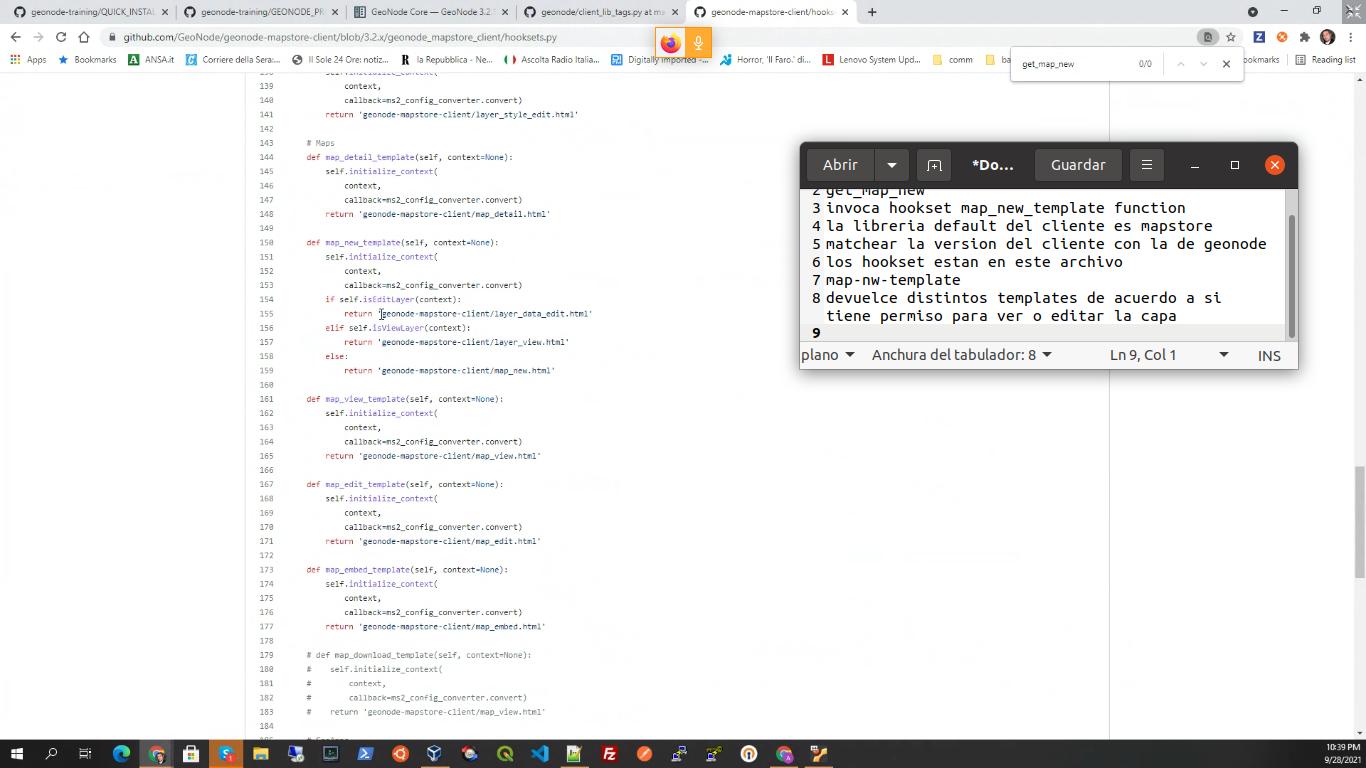 geonode-training/QUICK_INSTAL
geonode-training/GEONODE_PR
GeoNode Core — GeoNode 3.2.
geonode/client_lib_tags.py at ma
geonode-mapstore-client/hooks
github.com/GeoNode/geonode-mapstore-client/blob/3.2.x/geonode_mapstore_client/hooksets.py
Apps
Bookmarks
ANSA.it
Corriere della Sera:...
Il Sole 24 Ore: notiz...
la Repubblica - Ne...
Ascolta Radio Italia...
Digitally Imported -...
Horror, 'Il Faro.' di...
Lenovo System Upd...
comm
ba
okmarks
Reading list
get_map_new
0/0
138 self.initialize_context(
139 context,
140 callback=ms2_config_converter.convert)
141 return 'geonode-mapstore-client/layer_style_edit.html'
142
143 # Maps
144 def map_detail_template(self, context=None):
145 self.initialize_context(
146 context,
147 callback=ms2_config_converter.convert)
148 return 'geonode-mapstore-client/map_detail.html'
149
150 def map_new_template(self, context=None):
151 self.initialize_context(
152 context,
153 callback=ms2_config_converter.convert)
154 if self.isEditLayer(context):
155 return 'geonode-mapstore-client/layer_data_edit.html'
156 elif self.isViewLayer(context):
157 return 'geonode-mapstore-client/layer_view.html'
158 else:
159 return 'geonode-mapstore-client/map_new.html'
160
161 def map_view_template(self, context=None):
162 self.initialize_context(
163 context,
164 callback=ms2_config_converter.convert)
165 return 'geonode-mapstore-client/map_view.html'
166
167 def map_edit_template(self, context=None):
168 self.initialize_context(
169 context,
170 callback=ms2_config_converter.convert)
171 return 'geonode-mapstore-client/map_edit.html'
172
173 def map_embed_template(self, context=None):
174 self.initialize_context(
175 context,
176 callback=ms2_config_converter.convert)
177 return 'geonode-mapstore-client/map_embed.html'
178
179 # def map_download_template(self, context=None):
180 # self.initialize_context(
181 # context,
182 # callback=ms2_config_converter.convert)
183 # return 'geonode-mapstore-client/map_view.html'
184
Abrir
*Do...
Guardar
2 get_map_new
3 invoca hookset map_new_template function
4 la libreria default del cliente es mapstore
5 matchear la version del cliente con la de geonode
6 los hookset estan en este archivo
7 map-nw-template
8 devuelce distintos templates de acuerdo a si
tiene permiso para ver o editar la capa
9
plano
Anchura del tabulador: 8
Ln 9, Col 1
INS
10:39 PM
9/28/2021